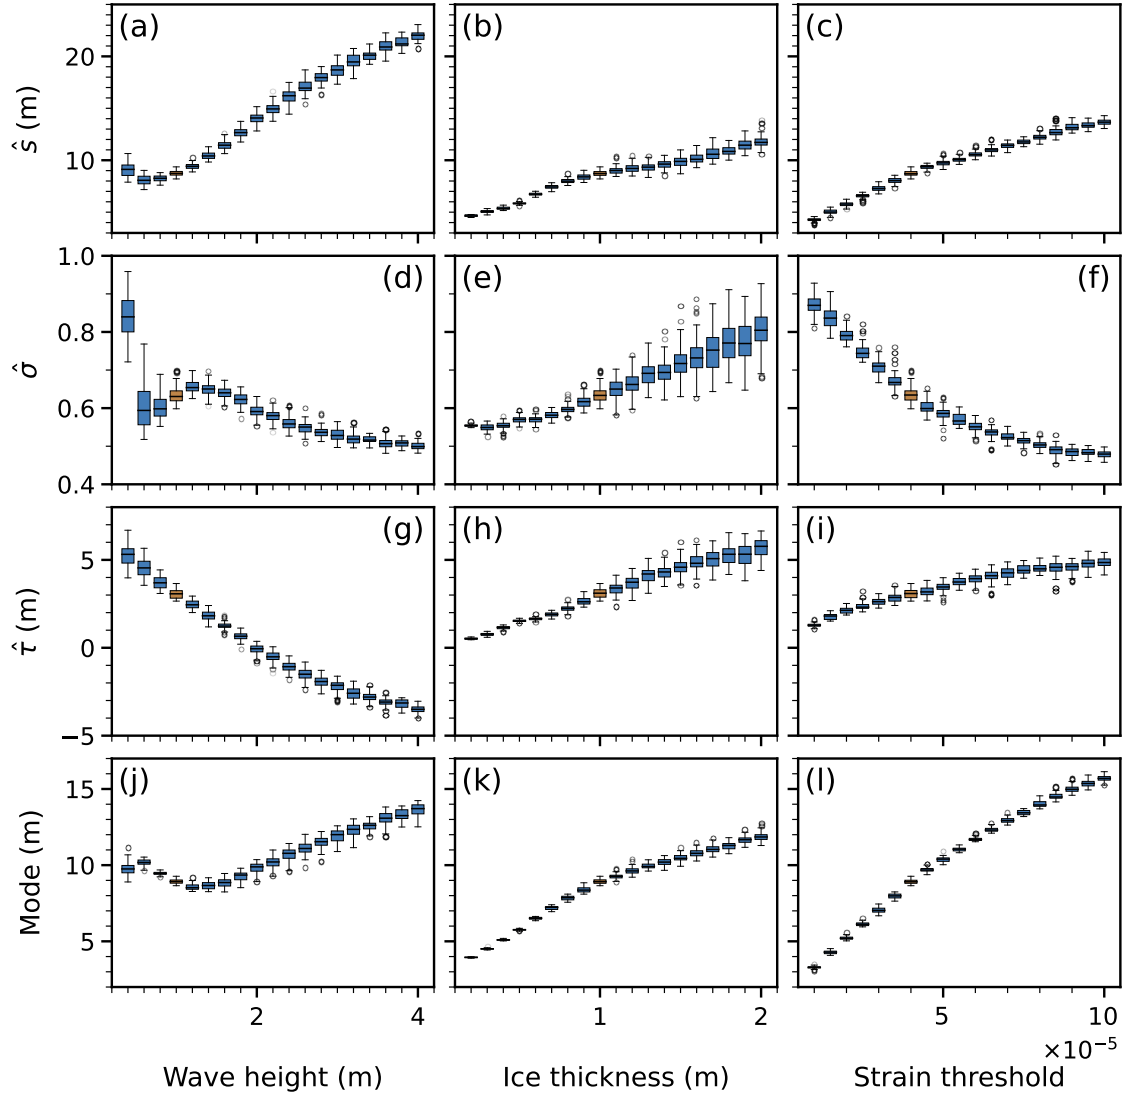 (a) (b) (c)
20
10
ŝ (m)
(d) (e) (f)
1.0
0.8
0.6
0.4
σ̂
(g) (h) (i)
5
0
−5
τ̂ (m)
(j) (k) (l)
15
10
5
Mode (m)
2 4 1 2 5 10
×10⁻⁵
Wave height (m) Ice thickness (m) Strain threshold